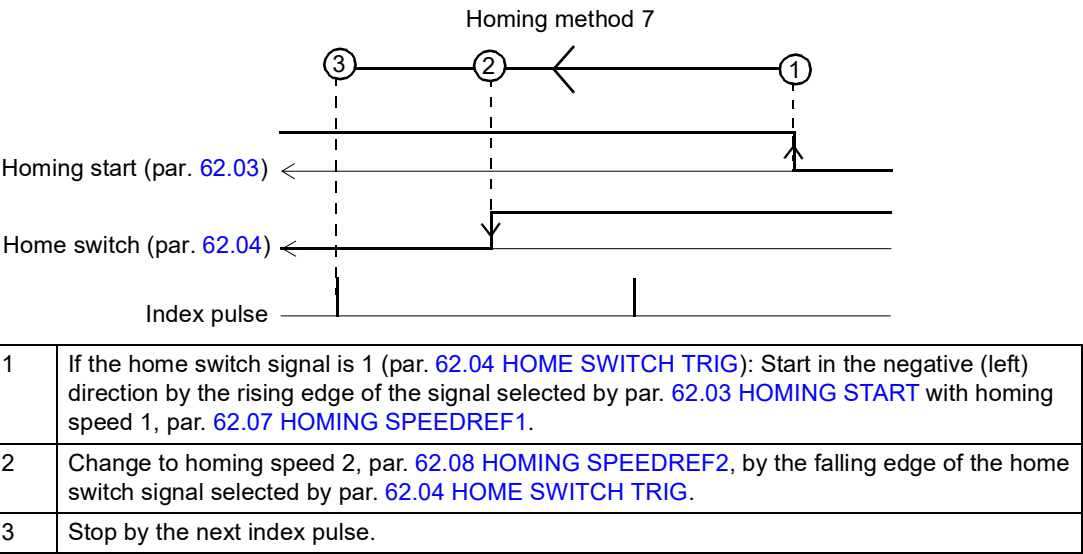 Homing method 7
3 2 1
Homing start (par. 62.03)
Home switch (par. 62.04)
Index pulse
1 If the home switch signal is 1 (par. 62.04 HOME SWITCH TRIG): Start in the negative (left)
direction by the rising edge of the signal selected by par. 62.03 HOMING START with homing
speed 1, par. 62.07 HOMING SPEEDREF1.
2 Change to homing speed 2, par. 62.08 HOMING SPEEDREF2, by the falling edge of the home
switch signal selected by par. 62.04 HOME SWITCH TRIG.
3 Stop by the next index pulse.